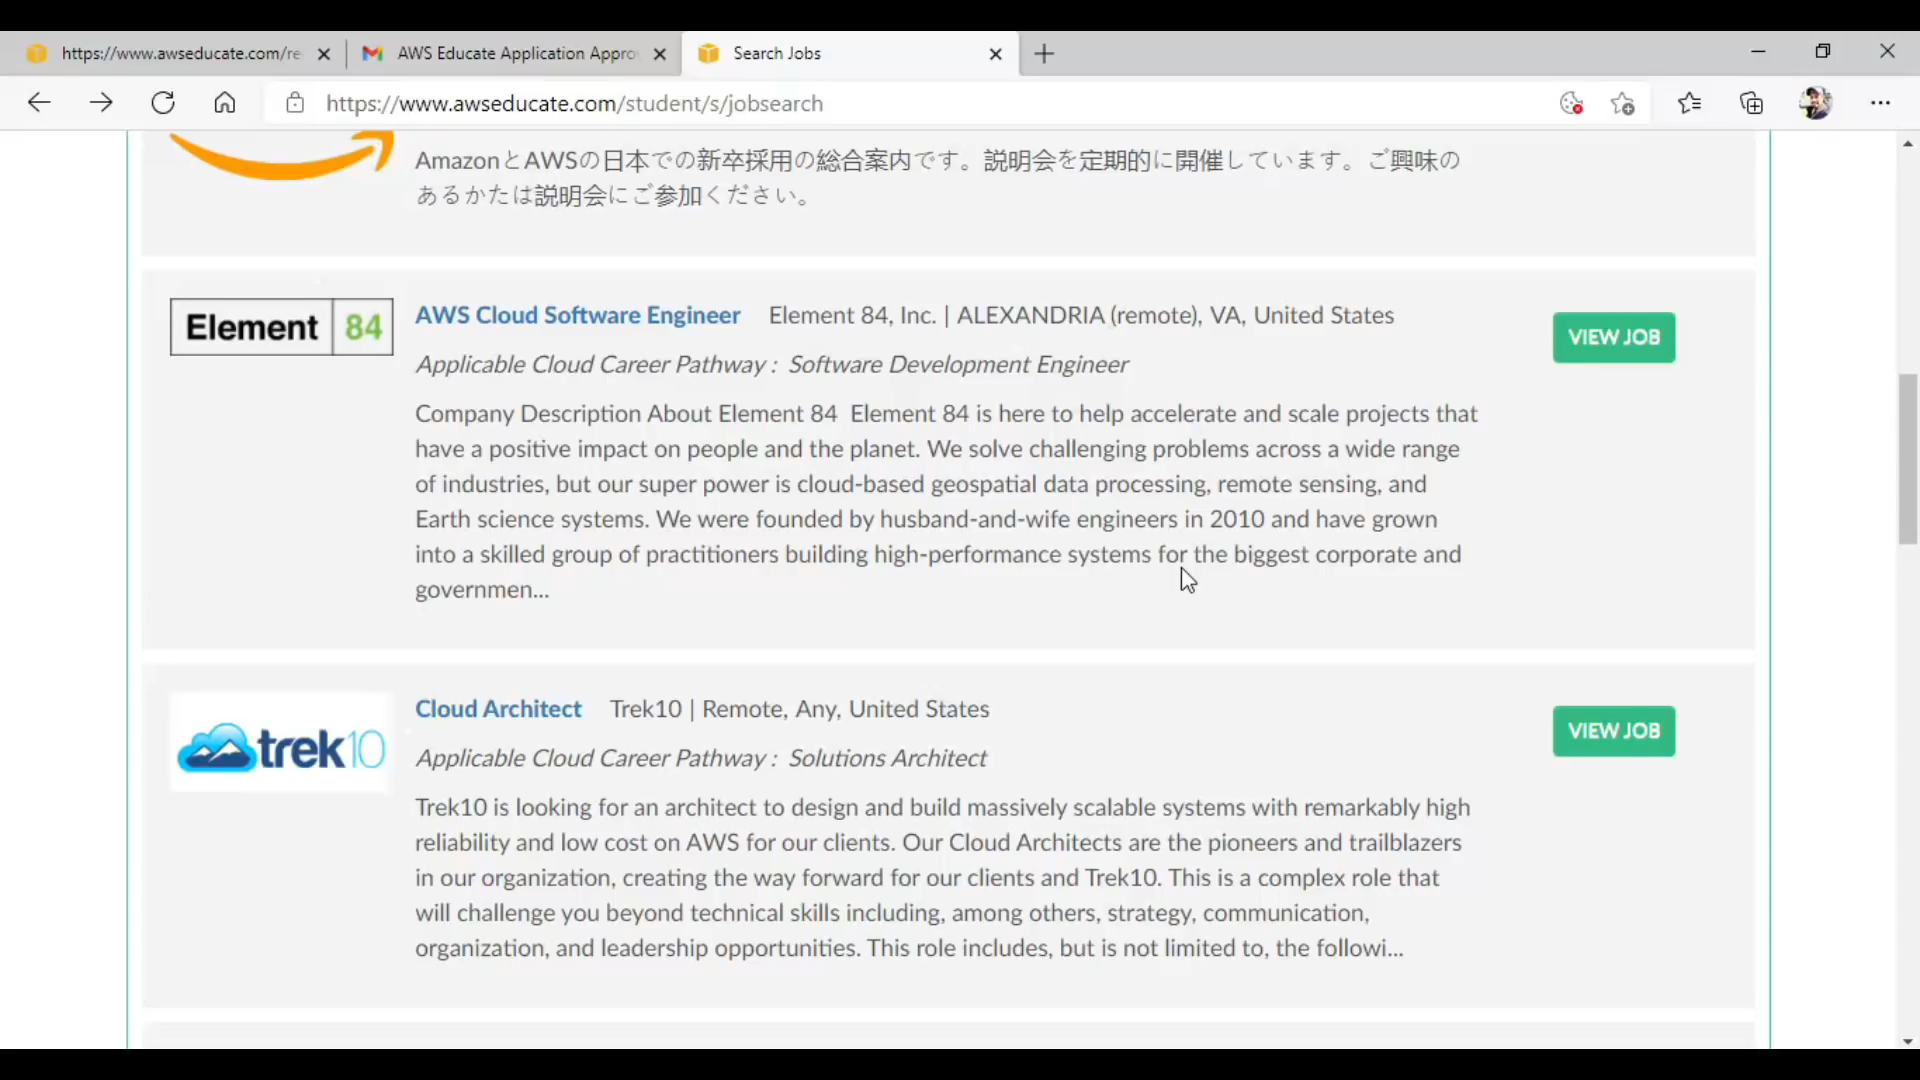 https://www.awseducate.com/re
AWS Educate Application Appro
Search Jobs
https://www.awseducate.com/student/s/jobsearch
AmazonとAWSの日本での新卒採用の総合案内です。説明会を定期的に開催しています。ご興味の
あるかたは説明会にご参加ください。
Element 84
AWS Cloud Software Engineer Element 84, Inc. | ALEXANDRIA (remote), VA, United States
VIEW JOB
Applicable Cloud Career Pathway : Software Development Engineer
Company Description About Element 84 Element 84 is here to help accelerate and scale projects that
have a positive impact on people and the planet. We solve challenging problems across a wide range
of industries, but our super power is cloud-based geospatial data processing, remote sensing, and
Earth science systems. We were founded by husband-and-wife engineers in 2010 and have grown
into a skilled group of practitioners building high-performance systems for the biggest corporate and
governmen...
trek10
Cloud Architect Trek10 | Remote, Any, United States
VIEW JOB
Applicable Cloud Career Pathway : Solutions Architect
Trek10 is looking for an architect to design and build massively scalable systems with remarkably high
reliability and low cost on AWS for our clients. Our Cloud Architects are the pioneers and trailblazers
in our organization, creating the way forward for our clients and Trek10. This is a complex role that
will challenge you beyond technical skills including, among others, strategy, communication,
organization, and leadership opportunities. This role includes, but is not limited to, the followi...